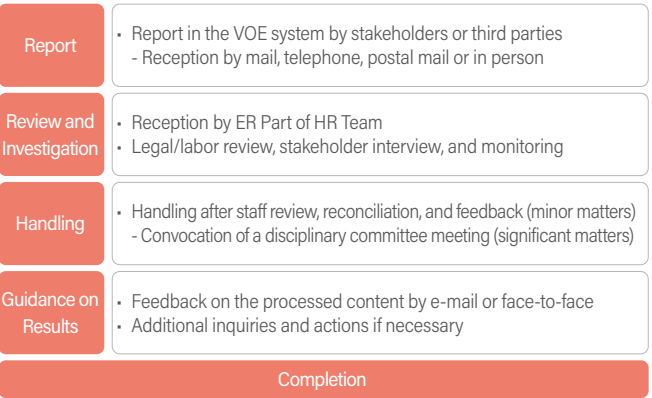 Report
· Report in the VOE system by stakeholders or third parties
- Reception by mail, telephone, postal mail or in person
Review and
Investigation
· Reception by ER Part of HR Team
· Legal/labor review, stakeholder interview, and monitoring
Handling
· Handling after staff review, reconciliation, and feedback (minor matters)
- Convocation of a disciplinary committee meeting (significant matters)
Guidance on
Results
· Feedback on the processed content by e-mail or face-to-face
· Additional inquiries and actions if necessary
Completion